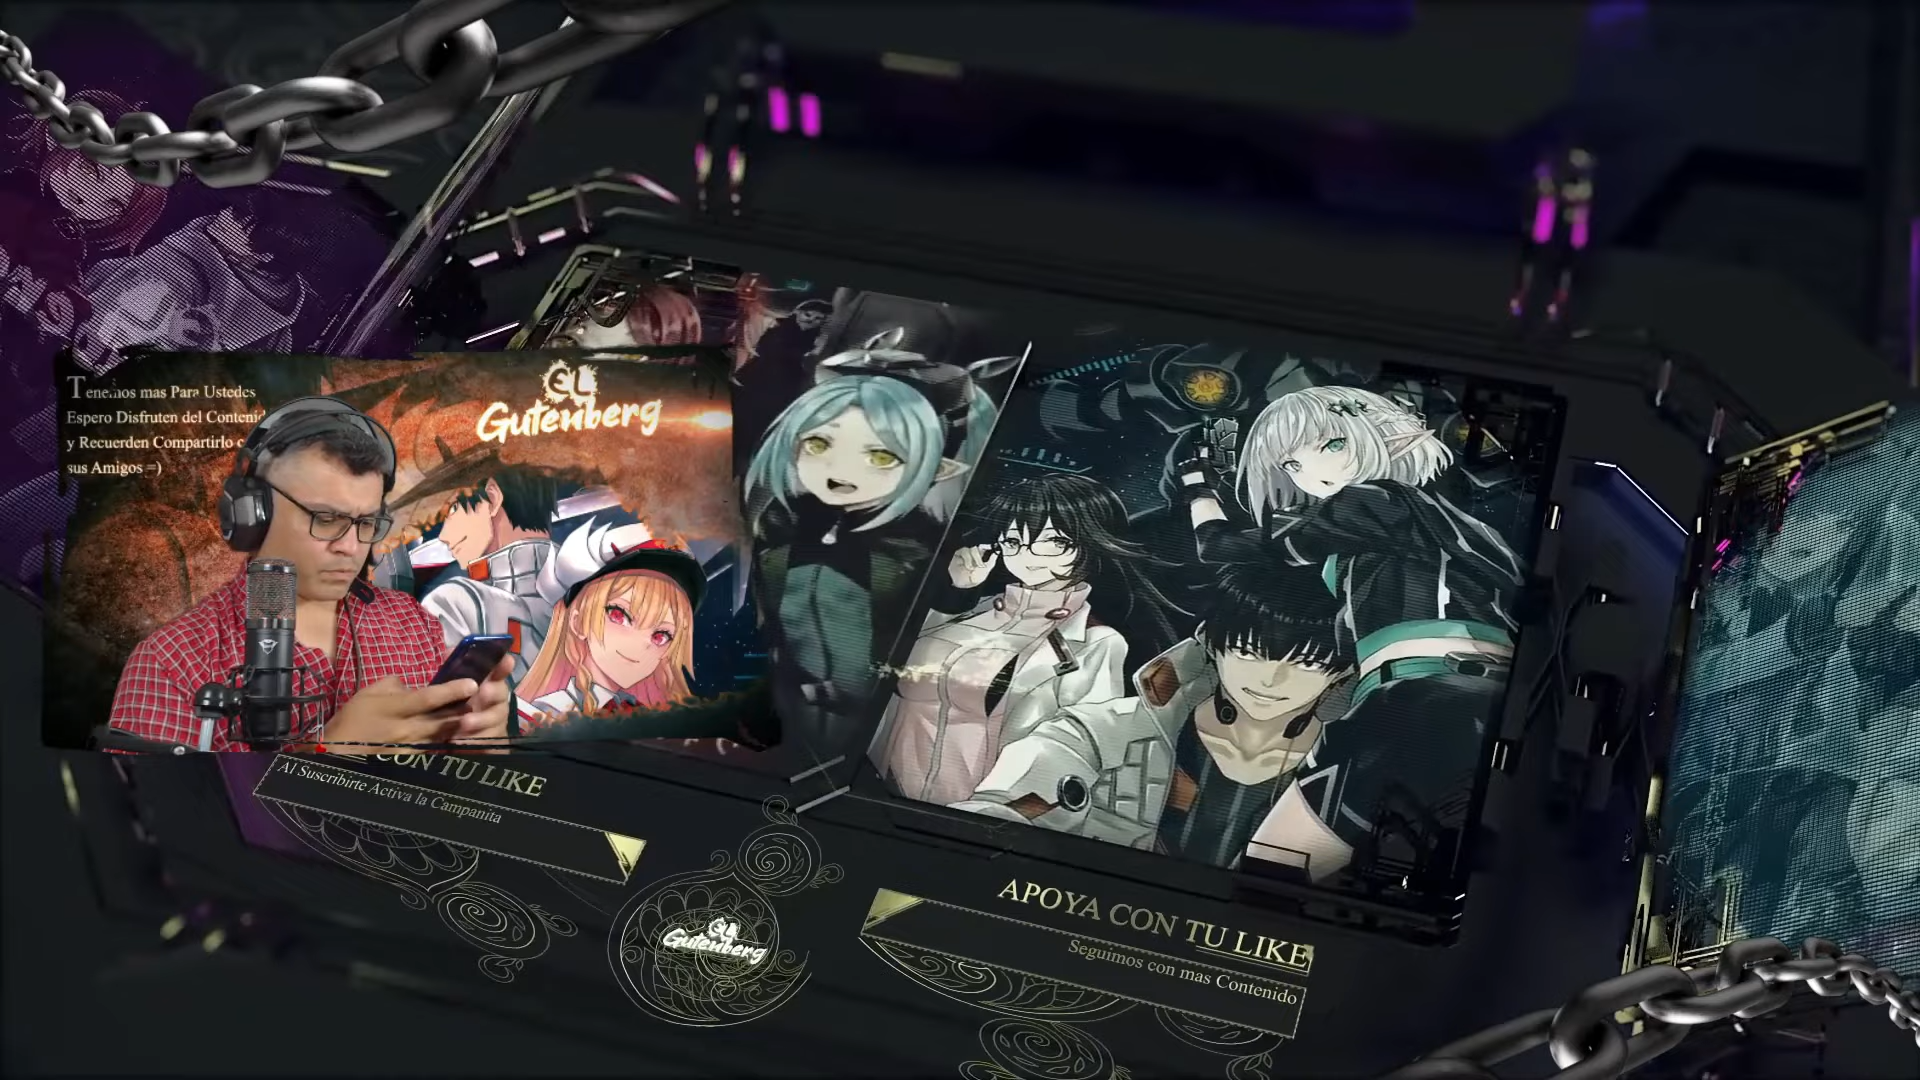 Tenemos mas Para Ustedes
Espero Disfruten del Contenid
y Recuerden Compartirlo c
sus Amigos =)
EL
Gutenberg
CON TU LIKE
Al Suscribirte Activa la Campanita
EL
Gutenberg
APOYA CON TU LIKE
Seguimos con mas Contenido